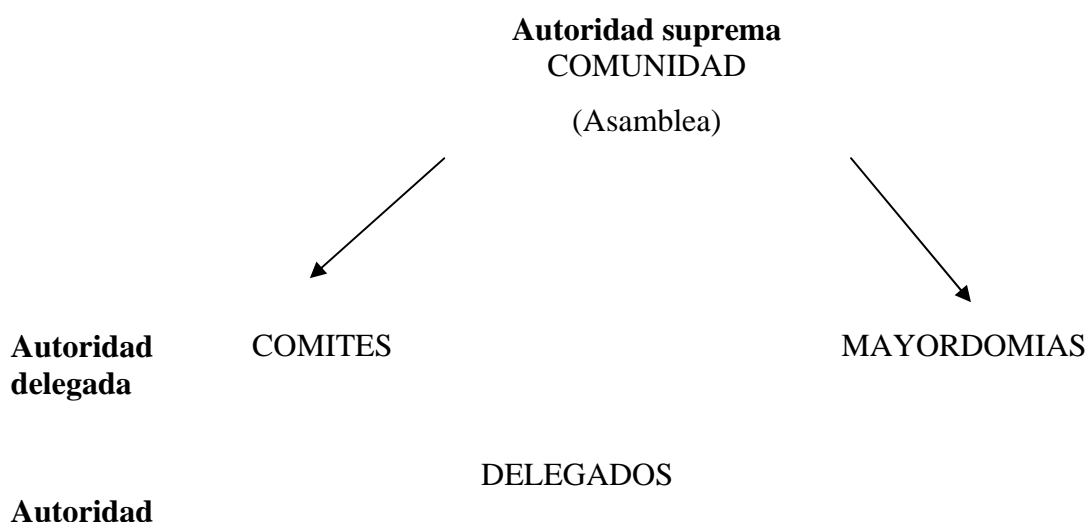 Autoridad suprema
COMUNIDAD
(Asamblea)
Autoridad COMITES MAYORDOMIAS
delegada
DELEGADOS
Autoridad